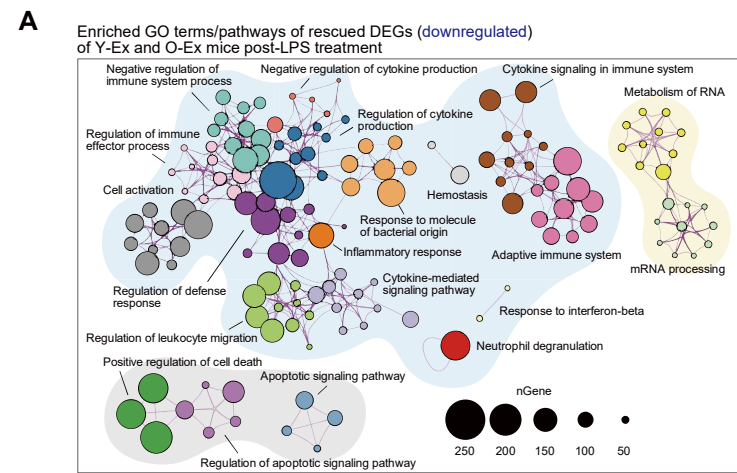 A
Enriched GO terms/pathways of rescued DEGs (downregulated)
of Y-Ex and O-Ex mice post-LPS treatment
Negative regulation of
immune system process
Negative regulation of cytokine production
Cytokine signaling in immune system
Metabolism of RNA
Regulation of cytokine
production
Regulation of immune
effector process
Cell activation
Hemostasis
Response to molecule
of bacterial origin
Inflammatory response
Adaptive immune system
mRNA processing
Regulation of defense
response
Cytokine-mediated
signaling pathway
Response to interferon-beta
Regulation of leukocyte migration
Neutrophil degranulation
Positive regulation of cell death
Apoptotic signaling pathway
Regulation of apoptotic signaling pathway
nGene
250 200 150 100 50